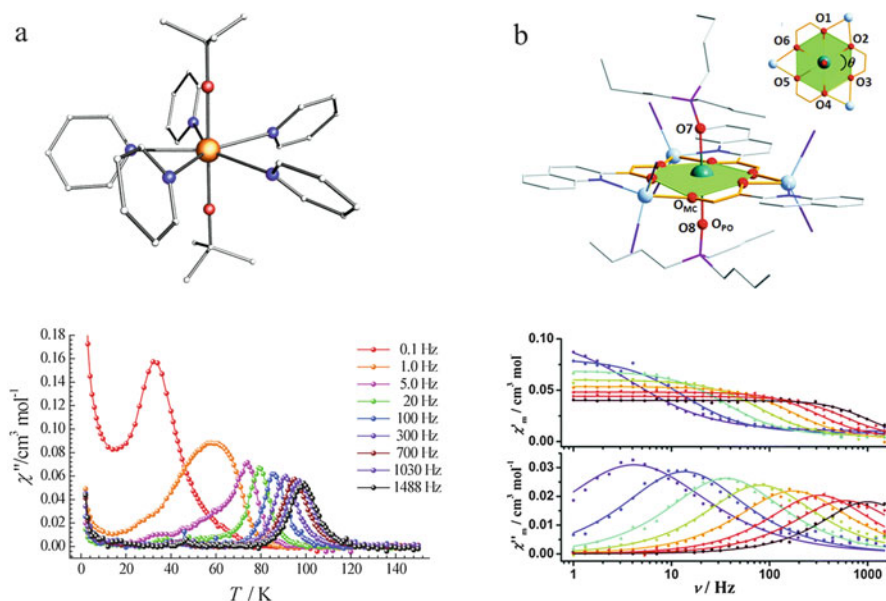 a
b
O1
O6
O2
θ
O5
O3
O4
O7
O_MC
O8
O_PO
0.18
0.16
0.14
0.12
0.10
0.08
0.06
0.04
0.02
0.00
χ''/cm³ mol⁻¹
0.1 Hz
1.0 Hz
5.0 Hz
20 Hz
100 Hz
300 Hz
700 Hz
1030 Hz
1488 Hz
0 20 40 60 80 100 120 140
T / K
0.10
0.05
0.00
χ'ₘ / cm³ mol⁻
0.03
0.02
0.01
0.00
χ''ₘ / cm³ mol⁻¹
1 10 100 1000
ν / Hz